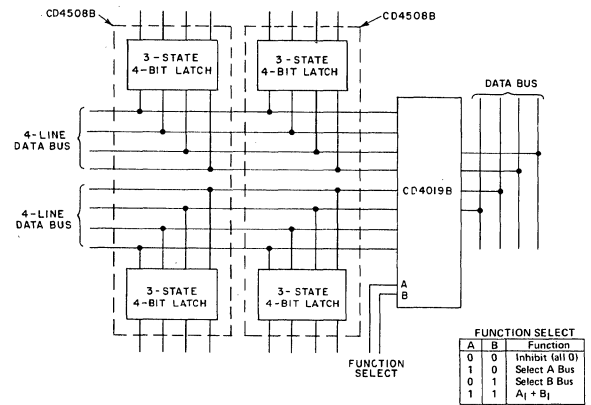 CD4508B
CD4508B
3-STATE
4-BIT LATCH
3-STATE
4-BIT LATCH
DATA BUS
4-LINE
DATA BUS
CD4019B
4-LINE
DATA BUS
3-STATE
4-BIT LATCH
3-STATE
4-BIT LATCH
A
B
FUNCTION
SELECT
FUNCTION SELECT
A B Function
0 0 Inhibit (all 0)
1 0 Select A Bus
0 1 Select B Bus
1 1 AI + BI